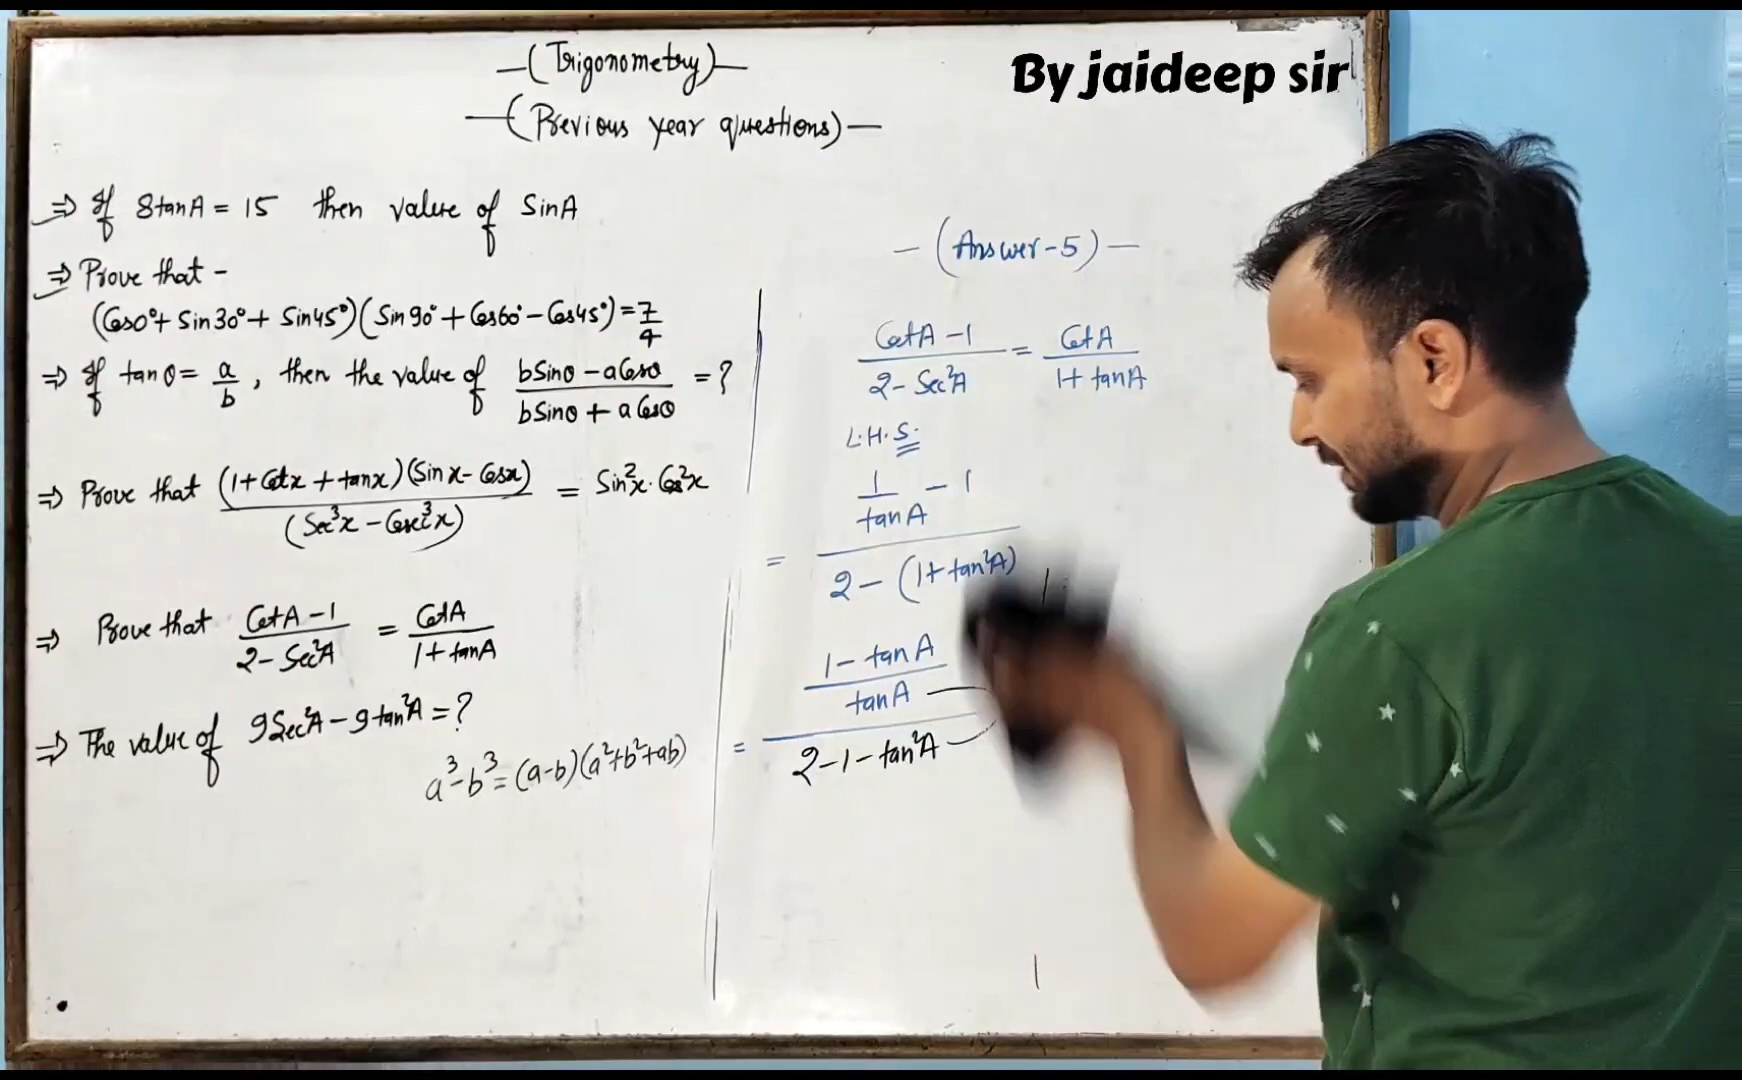 (Trigonometry)
(Previous year questions)
By jaideep sir
⇒ If 8tanA = 15 then value of SinA
⇒ Prove that -
(Cos0° + Sin30° + Sin45°)(Sin90° + Cos60° - Cos45°) = 7/4
⇒ If tanθ = a/b, then the value of (bSinθ - aCosθ)/(bSinθ + aCosθ) = ?
⇒ Prove that (1 + Cotx + tanx)(Sinx - Cosx)/(Sec³x - Cosec³x) = Sin²x·Cos²x
⇒ Prove that (CotA - 1)/(2 - Sec²A) = CotA/(1 + tanA)
⇒ The value of 9Sec²A - 9tan²A = ?
a³-b³ = (a-b)(a²+b²+ab)
(Answer-5)
(CotA - 1)/(2 - Sec²A) = CotA/(1 + tanA)
L.H.S.
= (1/tanA - 1)/(2 - (1 + tan²A))
= ((1 - tanA)/tanA)/(2 - 1 - tan²A)